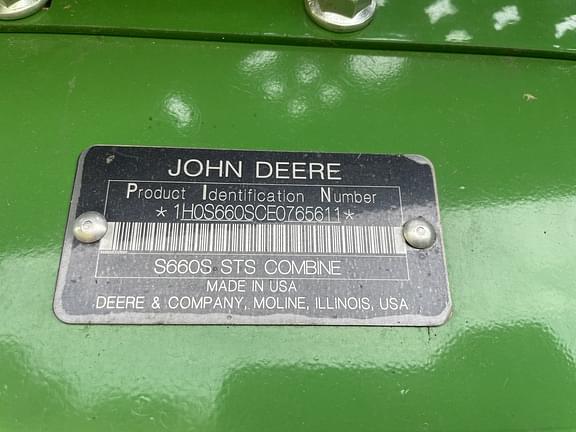 JOHN DEERE
Product Identification Number
*1H0S660SCE0765611*
S660S STS COMBINE
MADE IN USA
DEERE & COMPANY, MOLINE, ILLINOIS, USA